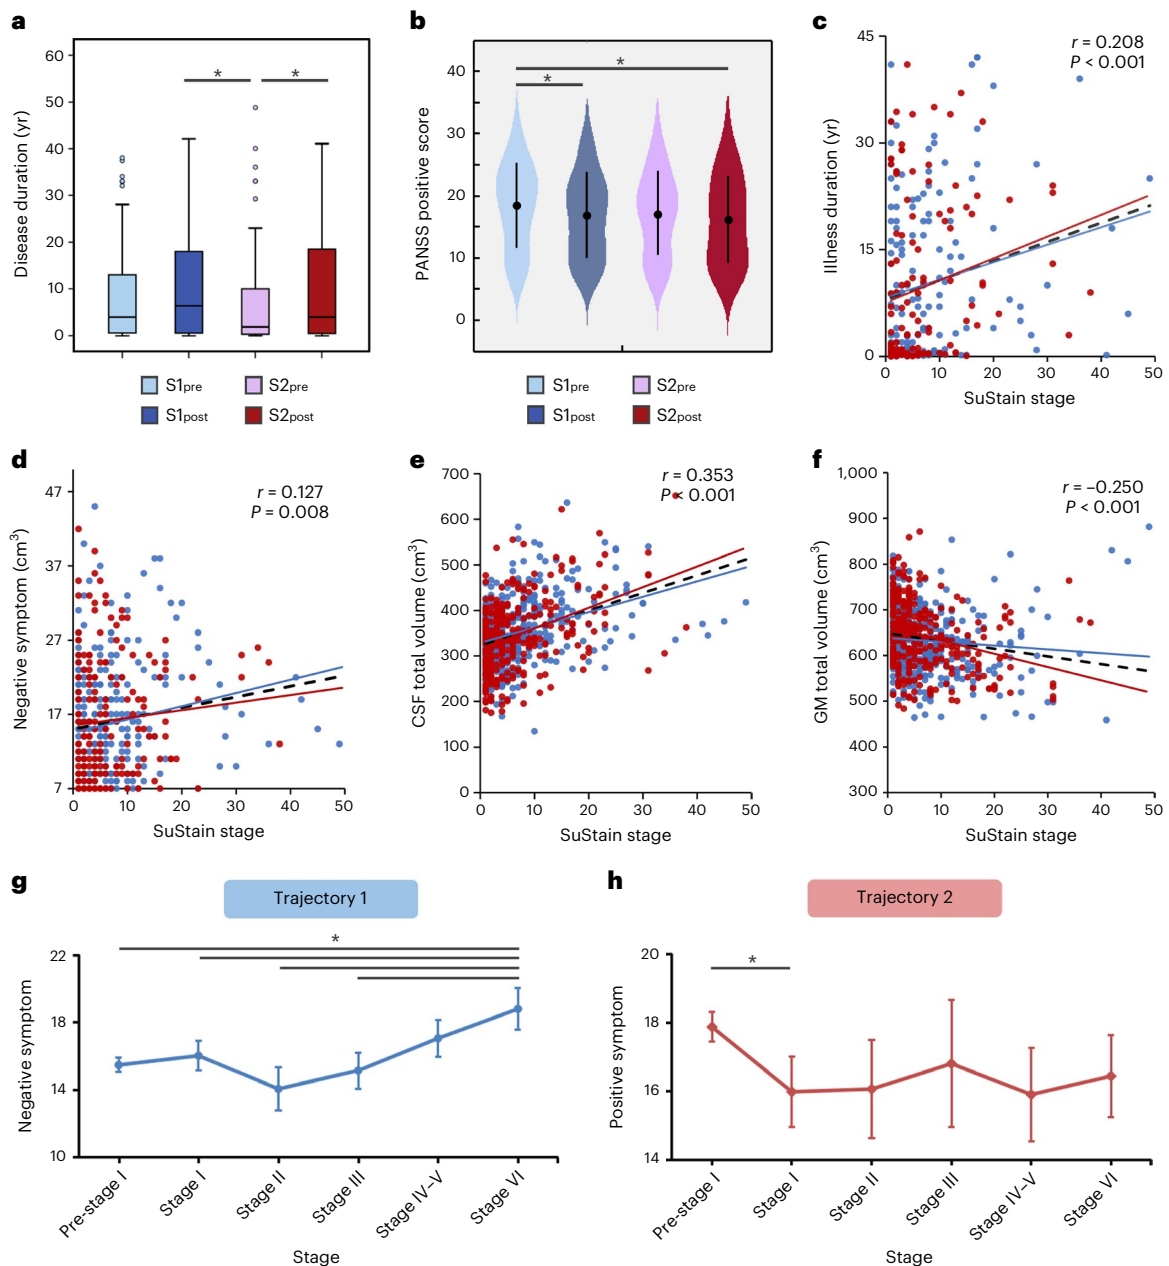 a
Disease duration (yr)
60
50
40
30
20
10
0
*
*
S1pre
S2pre
S1post
S2post
b
PANSS positive score
40
30
20
10
0
*
*
S1pre
S2pre
S1post
S2post
c
Illness duration (yr)
45
30
15
0
r = 0.208
P < 0.001
0 10 20 30 40 50
SuStain stage
d
Negative symptom (cm3)
47
37
27
17
7
r = 0.127
P = 0.008
0 10 20 30 40 50
SuStain stage
e
CSF total volume (cm3)
700
600
500
400
300
200
100
0
r = 0.353
P < 0.001
0 10 20 30 40 50
SuStain stage
f
GM total volume (cm3)
1,000
900
800
700
600
500
400
300
r = –0.250
P < 0.001
0 10 20 30 40 50
SuStain stage
g
Trajectory 1
Negative symptom
22
18
14
10
*
Pre-stage I
Stage I
Stage II
Stage III
Stage IV–V
Stage VI
Stage
h
Trajectory 2
Positive symptom
20
18
16
14
*
Pre-stage I
Stage I
Stage II
Stage III
Stage IV–V
Stage VI
Stage